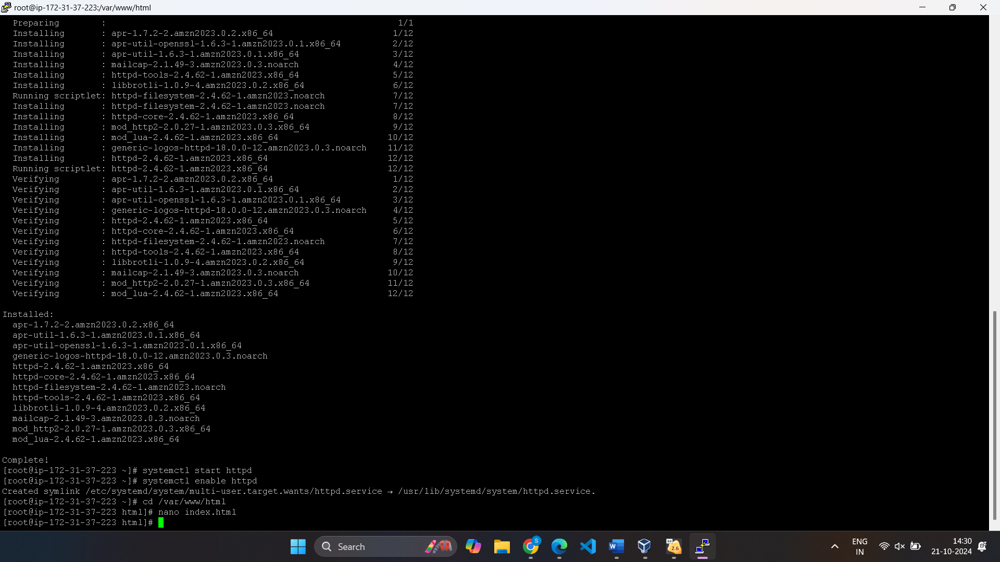 root@ip-172-31-37-223:/var/www/html
Preparing        :                                                        1/1
Installing       : apr-1.7.2-2.amzn2023.0.2.x86_64                       1/12
Installing       : apr-util-openssl-1.6.3-1.amzn2023.0.1.x86_64          2/12
Installing       : apr-util-1.6.3-1.amzn2023.0.1.x86_64                  3/12
Installing       : mailcap-2.1.49-3.amzn2023.0.3.noarch                  4/12
Installing       : httpd-tools-2.4.62-1.amzn2023.x86_64                  5/12
Installing       : libbrotli-1.0.9-4.amzn2023.0.2.x86_64                 6/12
Running scriptlet: httpd-filesystem-2.4.62-1.amzn2023.noarch             7/12
Installing       : httpd-filesystem-2.4.62-1.amzn2023.noarch             7/12
Installing       : httpd-core-2.4.62-1.amzn2023.x86_64                   8/12
Installing       : mod_http2-2.0.27-1.amzn2023.0.3.x86_64                9/12
Installing       : mod_lua-2.4.62-1.amzn2023.x86_64                     10/12
Installing       : generic-logos-httpd-18.0.0-12.amzn2023.0.3.noarch    11/12
Installing       : httpd-2.4.62-1.amzn2023.x86_64                       12/12
Running scriptlet: httpd-2.4.62-1.amzn2023.x86_64                       12/12
Verifying        : apr-1.7.2-2.amzn2023.0.2.x86_64                       1/12
Verifying        : apr-util-1.6.3-1.amzn2023.0.1.x86_64                  2/12
Verifying        : apr-util-openssl-1.6.3-1.amzn2023.0.1.x86_64          3/12
Verifying        : generic-logos-httpd-18.0.0-12.amzn2023.0.3.noarch     4/12
Verifying        : httpd-2.4.62-1.amzn2023.x86_64                        5/12
Verifying        : httpd-core-2.4.62-1.amzn2023.x86_64                   6/12
Verifying        : httpd-filesystem-2.4.62-1.amzn2023.noarch             7/12
Verifying        : httpd-tools-2.4.62-1.amzn2023.x86_64                  8/12
Verifying        : libbrotli-1.0.9-4.amzn2023.0.2.x86_64                 9/12
Verifying        : mailcap-2.1.49-3.amzn2023.0.3.noarch                 10/12
Verifying        : mod_http2-2.0.27-1.amzn2023.0.3.x86_64               11/12
Verifying        : mod_lua-2.4.62-1.amzn2023.x86_64                     12/12
Installed:
apr-1.7.2-2.amzn2023.0.2.x86_64
apr-util-1.6.3-1.amzn2023.0.1.x86_64
apr-util-openssl-1.6.3-1.amzn2023.0.1.x86_64
generic-logos-httpd-18.0.0-12.amzn2023.0.3.noarch
httpd-2.4.62-1.amzn2023.x86_64
httpd-core-2.4.62-1.amzn2023.x86_64
httpd-filesystem-2.4.62-1.amzn2023.noarch
httpd-tools-2.4.62-1.amzn2023.x86_64
libbrotli-1.0.9-4.amzn2023.0.2.x86_64
mailcap-2.1.49-3.amzn2023.0.3.noarch
mod_http2-2.0.27-1.amzn2023.0.3.x86_64
mod_lua-2.4.62-1.amzn2023.x86_64
Complete!
[root@ip-172-31-37-223 ~]# systemctl start httpd
[root@ip-172-31-37-223 ~]# systemctl enable httpd
Created symlink /etc/systemd/system/multi-user.target.wants/httpd.service → /usr/lib/systemd/system/httpd.service.
[root@ip-172-31-37-223 ~]# cd /var/www/html
[root@ip-172-31-37-223 html]# nano index.html
[root@ip-172-31-37-223 html]#
Search
S
W
64
2.6
ENG
IN
14:30
21-10-2024